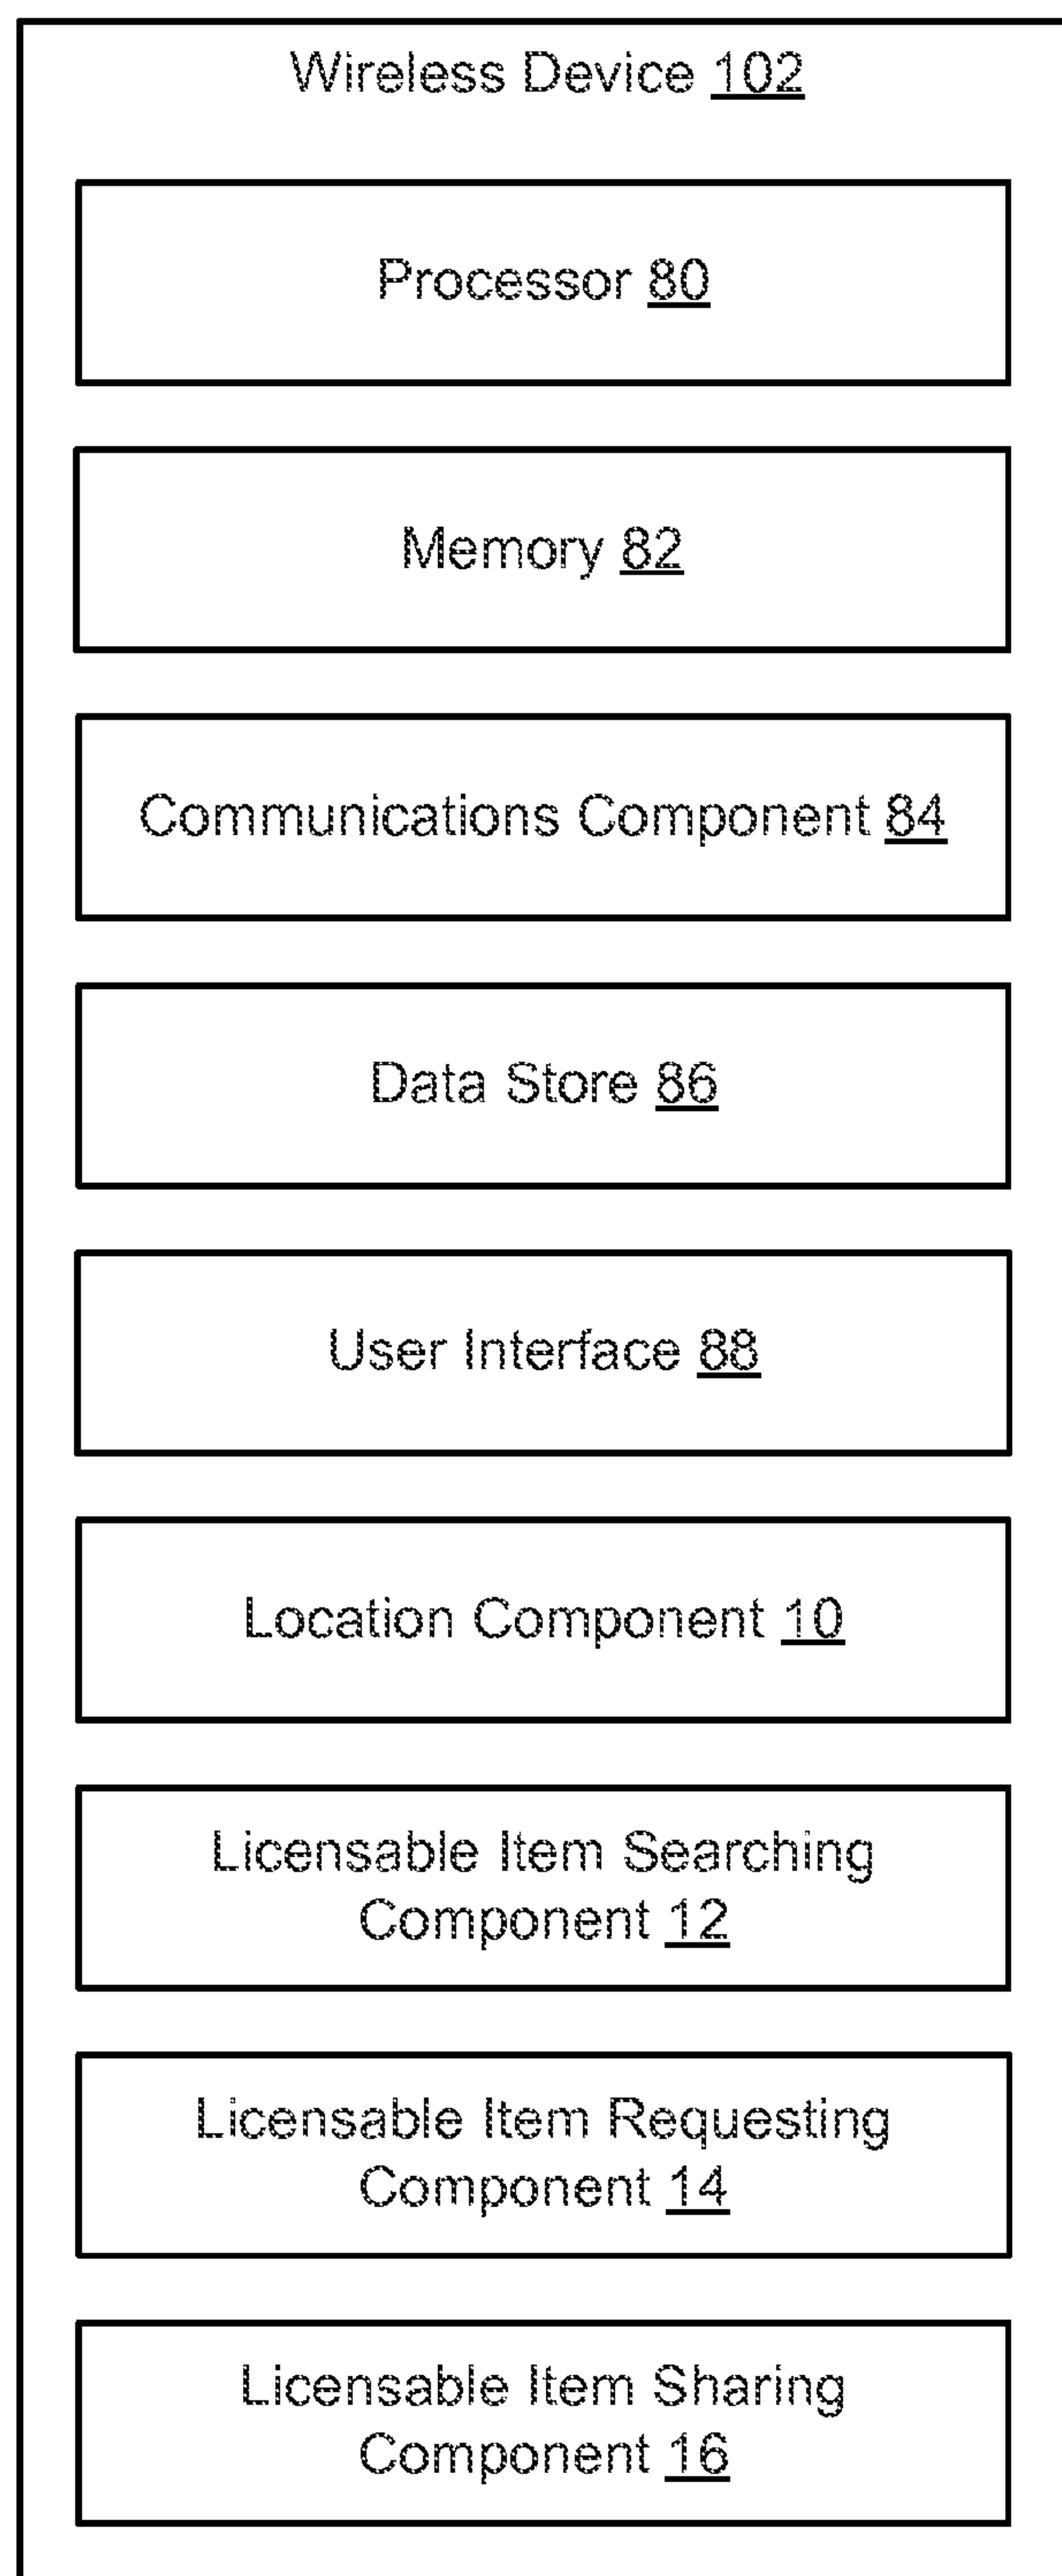 Wireless Device 102
Processor 80
Memory 82
Communications Component 84
Data Store 86
User Interface 88
Location Component 10
Licensable Item Searching
Component 12
Licensable Item Requesting
Component 14
Licensable Item Sharing
Component 16